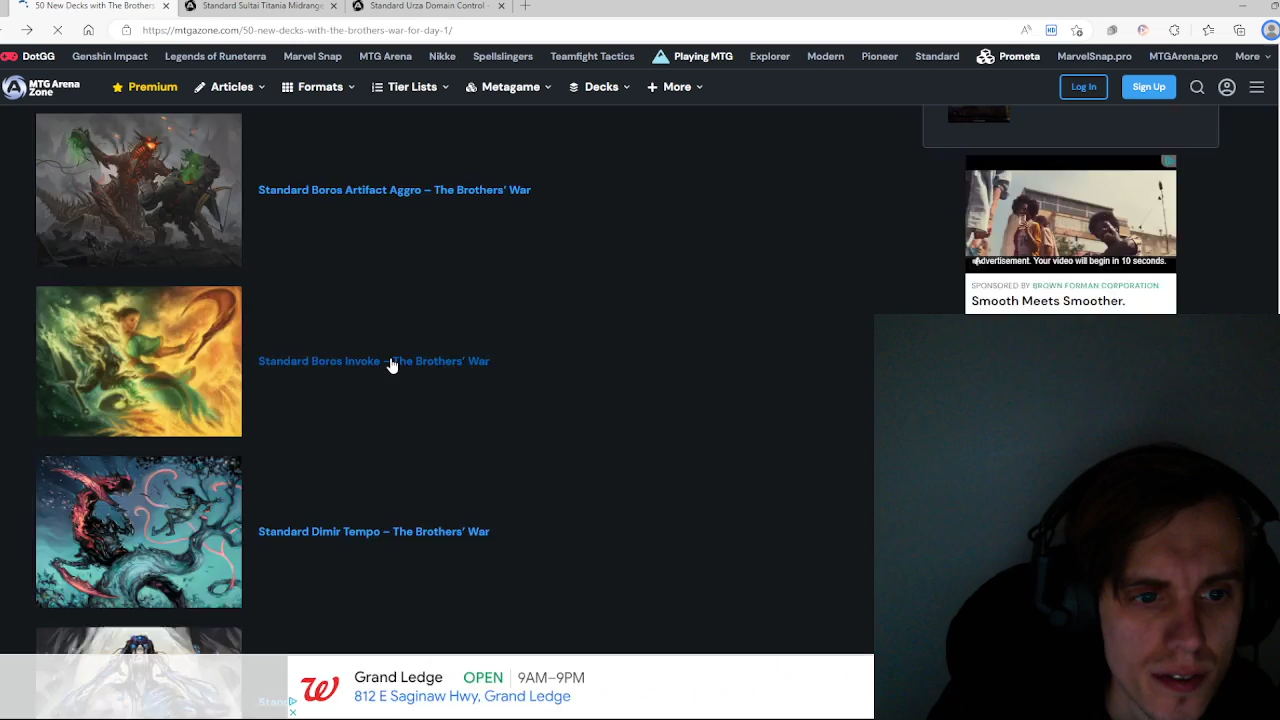 50 New Decks with The Brothers
Standard Sultai Titania Midrange
Standard Urza Domain Control -
https://mtgazone.com/50-new-decks-with-the-brothers-war-for-day-1/
DotGG
Genshin Impact
Legends of Runeterra
Marvel Snap
MTG Arena
Nikke
Spellslingers
Teamfight Tactics
Playing MTG
Explorer
Modern
Pioneer
Standard
Prometa
MarvelSnap.pro
MTGArena.pro
More
MTG Arena
Zone
Premium
Articles
Formats
Tier Lists
Metagame
Decks
More
Log In
Sign Up
Standard Boros Artifact Aggro – The Brothers' War
Advertisement. Your video will begin in 10 seconds.
SPONSORED BY BROWN FORMAN CORPORATION
Smooth Meets Smoother.
Standard Boros Invoke – The Brothers' War
Standard Dimir Tempo – The Brothers' War
Grand Ledge OPEN 9AM–9PM
812 E Saginaw Hwy, Grand Ledge